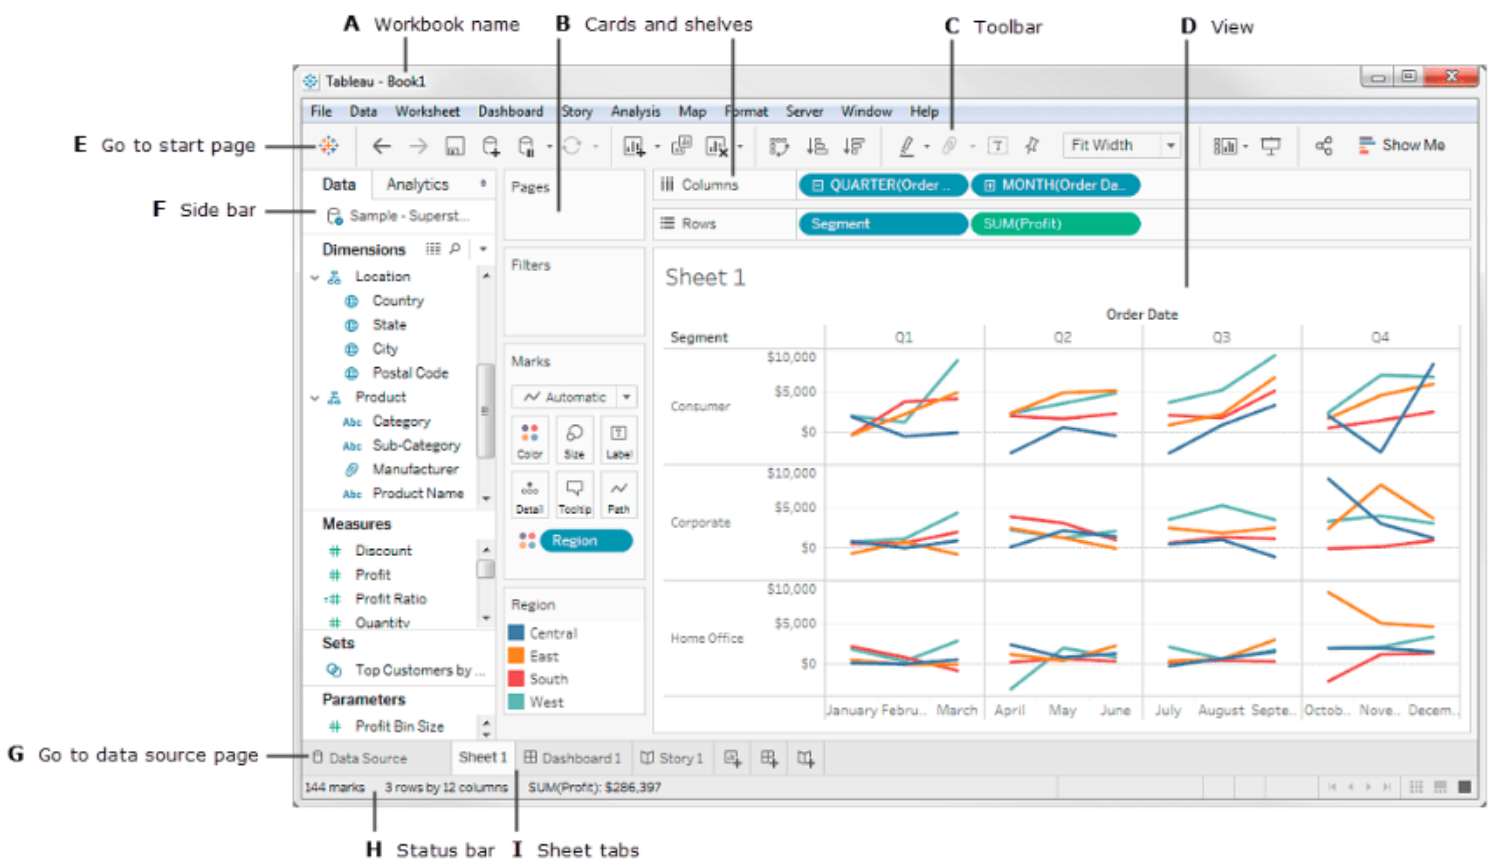 A Workbook name
B Cards and shelves
C Toolbar
D View
Tableau - Book1
File Data Worksheet Dashboard Story Analysis Map Format Server Window Help
E Go to start page
Fit Width
Show Me
Data Analytics
Pages
Columns
QUARTER(Order ..
MONTH(Order Da..
F Side bar
Sample - Superst...
Rows
Segment
SUM(Profit)
Dimensions
Location
Country
State
City
Postal Code
Product
Abc Category
Abc Sub-Category
Manufacturer
Abc Product Name
Measures
# Discount
# Profit
=# Profit Ratio
# Quantity
Sets
Top Customers by ...
Parameters
# Profit Bin Size
Filters
Marks
Automatic
Color Size Label
Detail Tooltip Path
Region
Region
Central
East
South
West
Sheet 1
Order Date
Segment Q1 Q2 Q3 Q4
Consumer
$10,000
$5,000
$0
Corporate
$10,000
$5,000
$0
Home Office
$10,000
$5,000
$0
January Febru.. March April May June July August Septe.. Octob.. Nove.. Decem..
G Go to data source page
Data Source Sheet 1 Dashboard 1 Story 1
144 marks 3 rows by 12 columns SUM(Profit): $286,397
H Status bar
I Sheet tabs